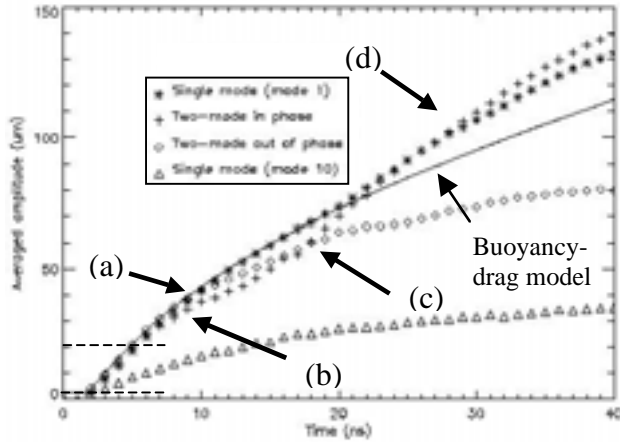 150
100
50
0
Averaged amplitude (um)
Single mode (mode 1)
Two-mode in phase
Two-mode out of phase
Single mode (mode 10)
(a)
(b)
(c)
(d)
Buoyancy-
drag model
0
10
20
30
40
Time (ns)